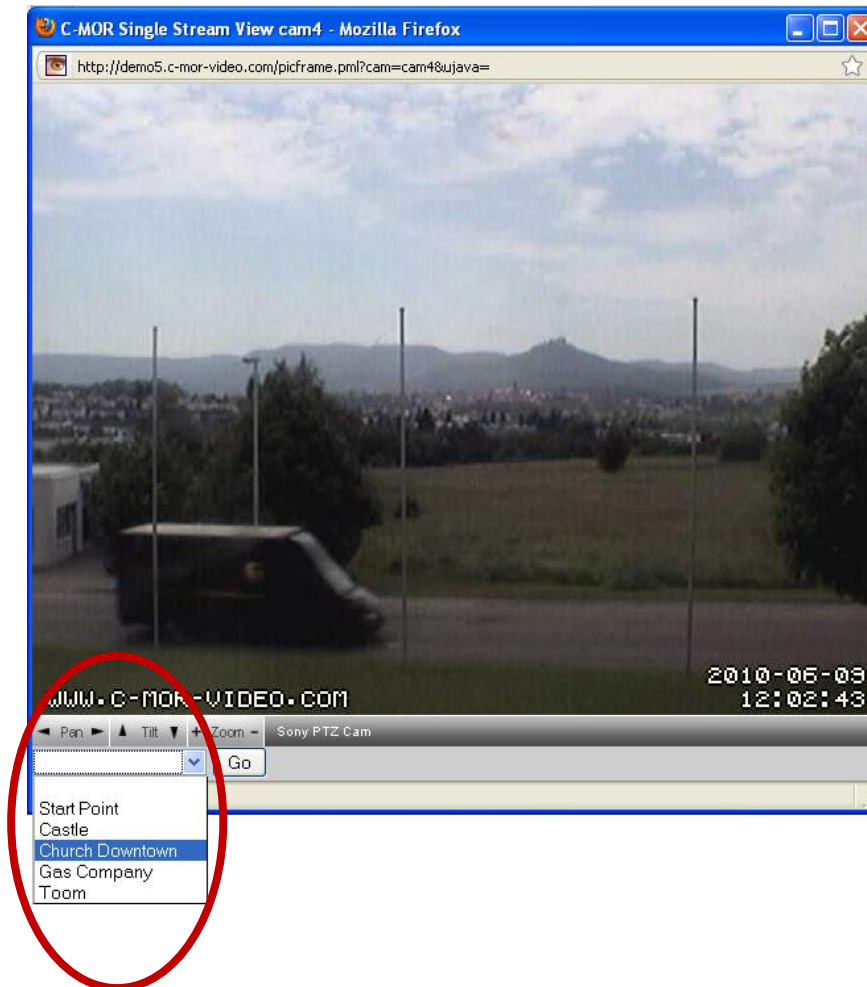 C-MOR Single Stream View cam4 - Mozilla Firefox
http://demo5.c-mor-video.com/picframe.pml?cam=cam4&ujava=
2010-06-09
WWW.C-MOR-VIDEO.COM 12:02:43
Pan Tilt + Zoom - Sony PTZ Cam
Go
Start Point
Castle
Church Downtown
Gas Company
Toom